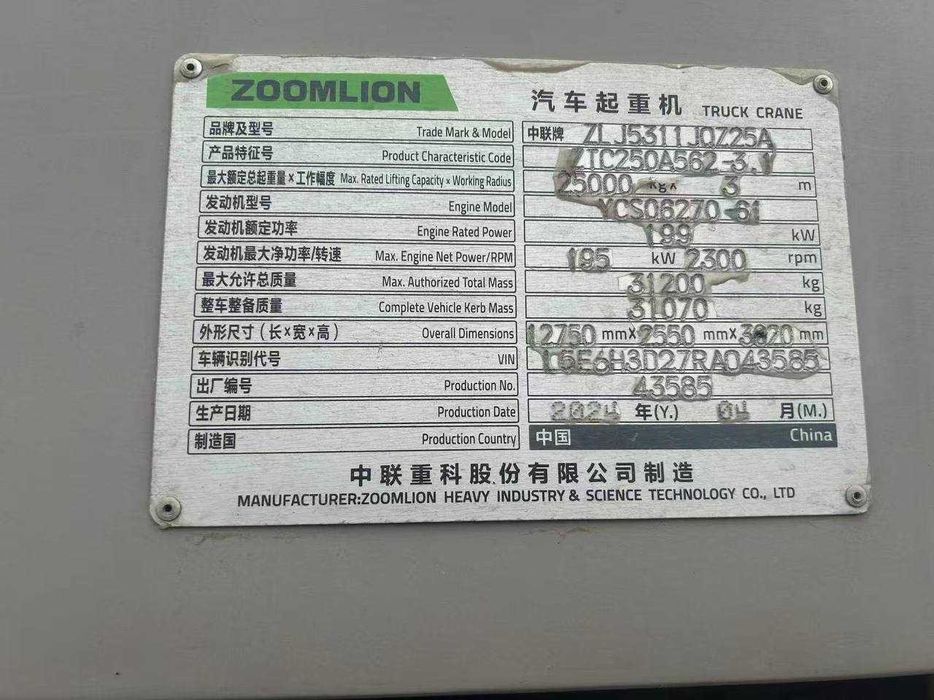 ZOOMLION
汽车起重机 TRUCK CRANE
品牌及型号 Trade Mark & Model 中联牌 ZLJ5311JQZ25A
产品特征号 Product Characteristic Code ZTC250A562-3.1
最大额定总起重量×工作幅度 Max. Rated Lifting Capacity × Working Radius 25000 kg× 3 m
发动机型号 Engine Model YCS06270-61
发动机额定功率 Engine Rated Power 199 kW
发动机最大净功率/转速 Max. Engine Net Power/RPM 195 kW 2300 rpm
最大允许总质量 Max. Authorized Total Mass 31200 kg
整车整备质量 Complete Vehicle Kerb Mass 31070 kg
外形尺寸(长×宽×高) Overall Dimensions 12750 mm×2550 mm× mm
车辆识别代号 VIN L5E6H3D27RA043585
出厂编号 Production No. 43585
生产日期 Production Date 2024 年(Y.) 04 月(M.)
制造国 Production Country 中国 China
中联重科股份有限公司制造
MANUFACTURER:ZOOMLION HEAVY INDUSTRY & SCIENCE TECHNOLOGY CO., LTD